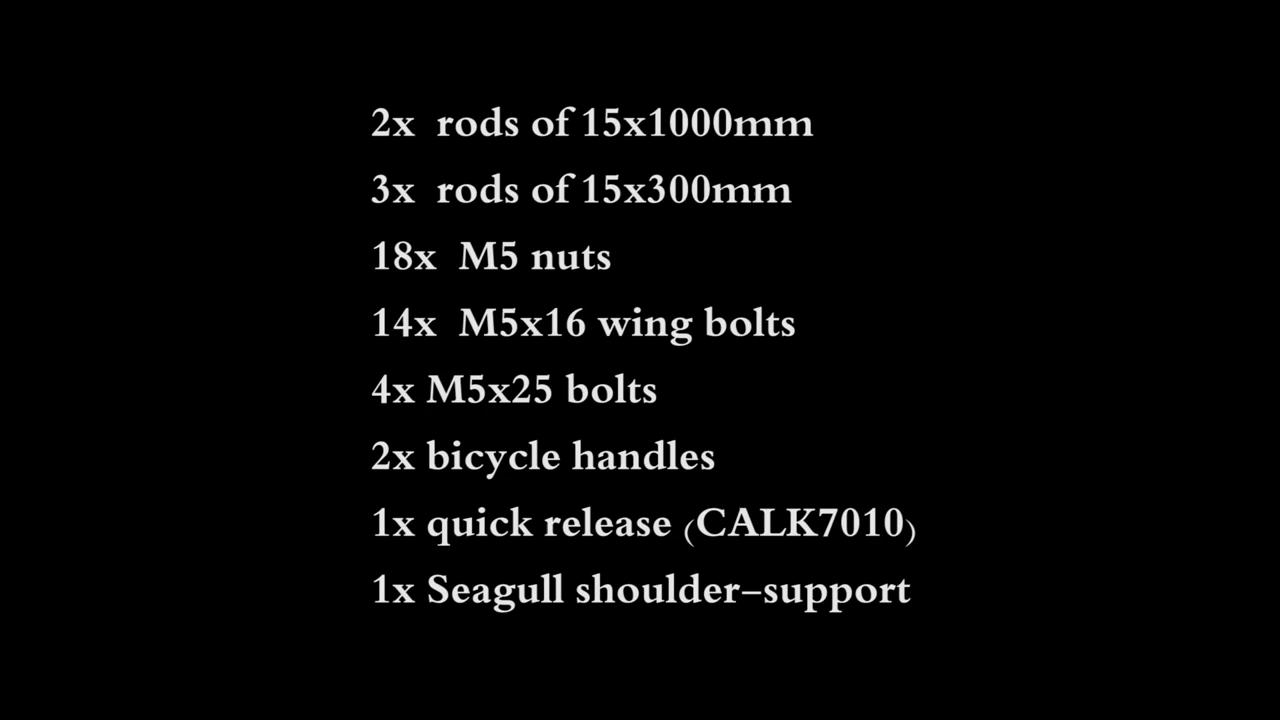 2x  rods of 15x1000mm
3x  rods of 15x300mm
18x  M5 nuts
14x  M5x16 wing bolts
4x M5x25 bolts
2x bicycle handles
1x quick release (CALK7010)
1x Seagull shoulder-support